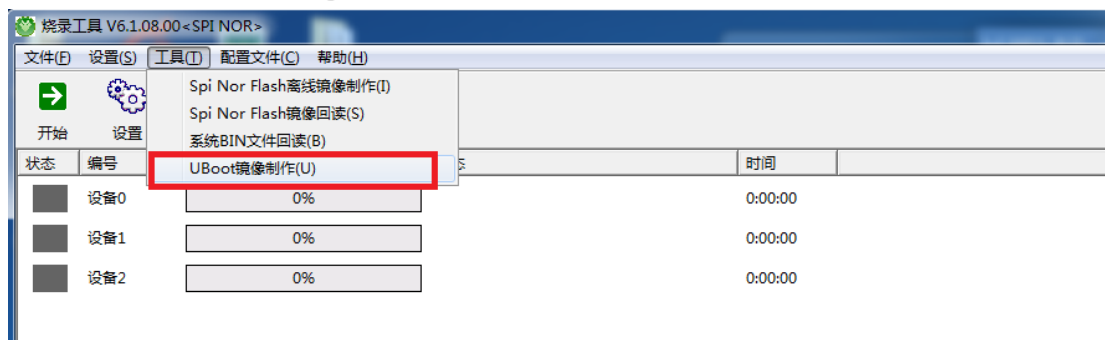 烧录工具 V6.1.08.00<SPI NOR>
文件(F) 设置(S) 工具(T) 配置文件(C) 帮助(H)
Spi Nor Flash离线镜像制作(I)
Spi Nor Flash镜像回读(S)
系统BIN文件回读(B)
UBoot镜像制作(U)
开始 设置
状态 编号 时间
设备0 0% 0:00:00
设备1 0% 0:00:00
设备2 0% 0:00:00